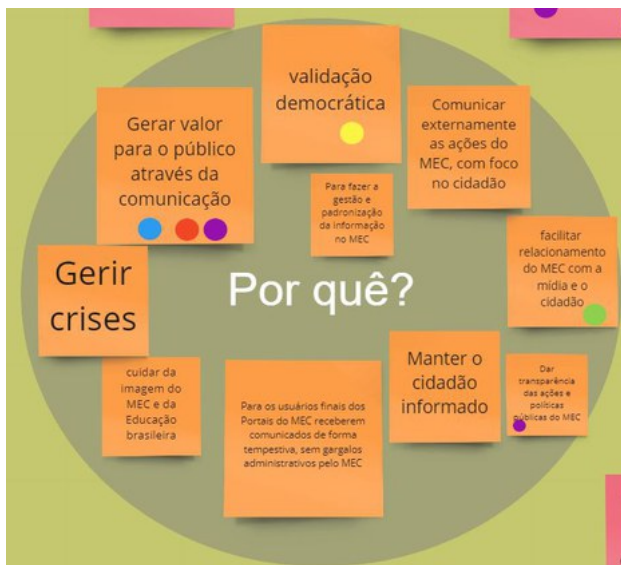 validação
democrática
Gerar valor
para o público
através da
comunicação
Comunicar
externamente
as ações do
MEC, com foco
no cidadão
Para fazer a
gestão e
padronização
da informação
no MEC
facilitar
relacionamento
do MEC com a
mídia e o
cidadão
Gerir
crises
Por quê?
cuidar da
imagem do
MEC e da
Educação
brasileira
Para os usuários finais dos
Portais do MEC receberem
comunicados de forma
tempestiva, sem gargalos
administrativos pelo MEC
Manter o
cidadão
informado
Dar
transparência
das ações e
políticas
públicas do MEC